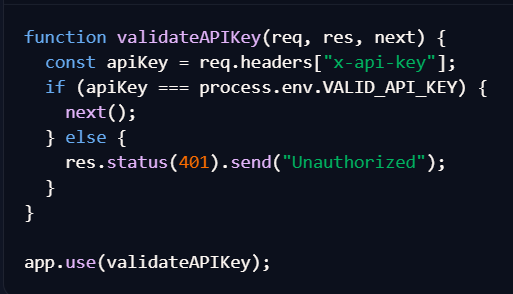 function validateAPIKey(req, res, next) {
  const apiKey = req.headers["x-api-key"];
  if (apiKey === process.env.VALID_API_KEY) {
    next();
  } else {
    res.status(401).send("Unauthorized");
  }
}

app.use(validateAPIKey);